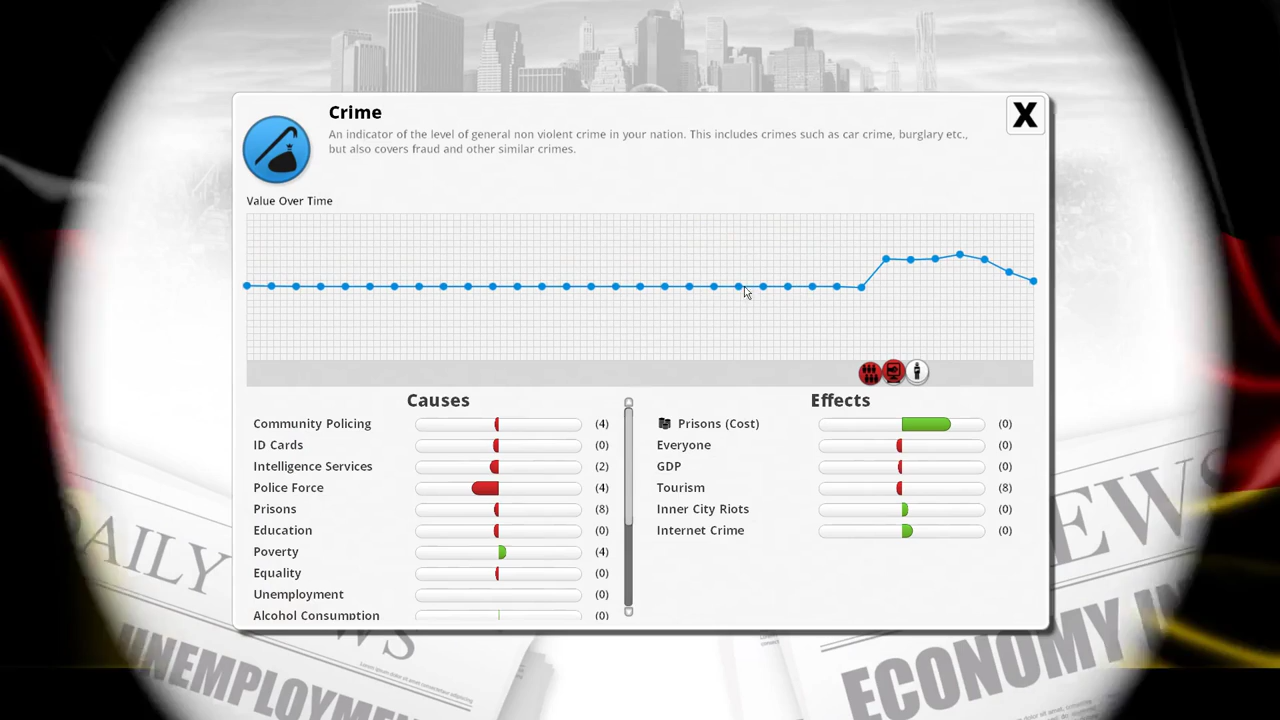 Crime
X
An indicator of the level of general non violent crime in your nation. This includes crimes such as car crime, burglary etc.,
but also covers fraud and other similar crimes.
Value Over Time
Causes
Community Policing (4)
ID Cards (0)
Intelligence Services (2)
Police Force (4)
Prisons (8)
Education (0)
Poverty (4)
Equality (0)
Unemployment (0)
Alcohol Consumption (0)
Effects
Prisons (Cost) (0)
Everyone (0)
GDP (0)
Tourism (8)
Inner City Riots (0)
Internet Crime (0)
DAILY
NEWS
UNEMPLOYME
ECONOMY IN